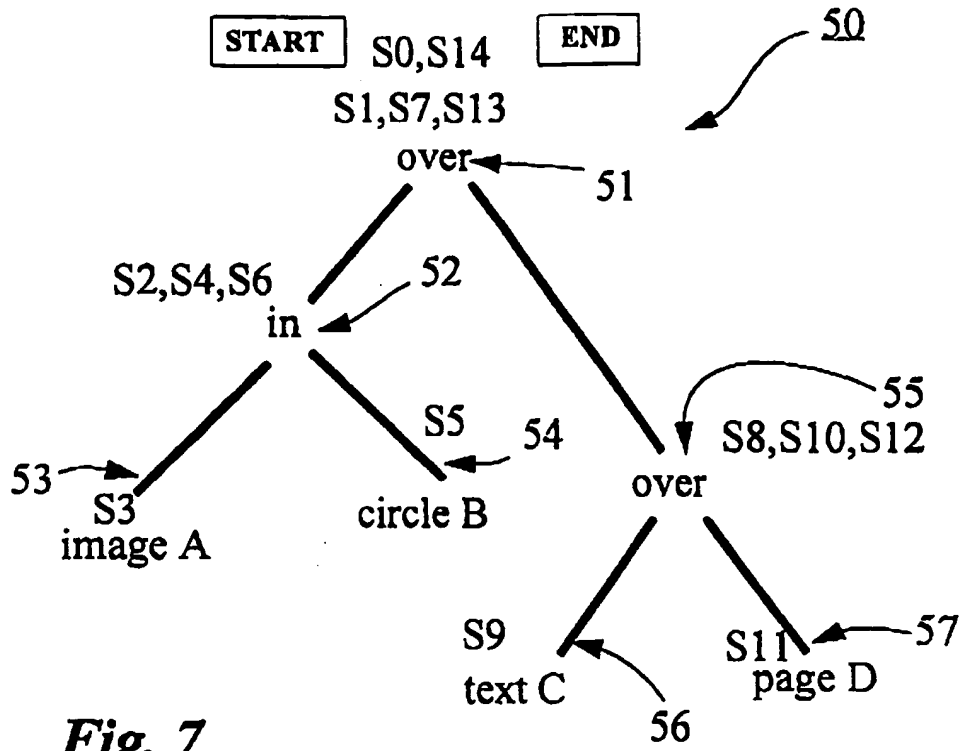 START
S0,S14
END
50
S1,S7,S13
over
51
S2,S4,S6
52
in
55
S5
54
S8,S10,S12
53
over
S3
circle B
image A
S9
S11
57
text C
page D
56
Fig. 7